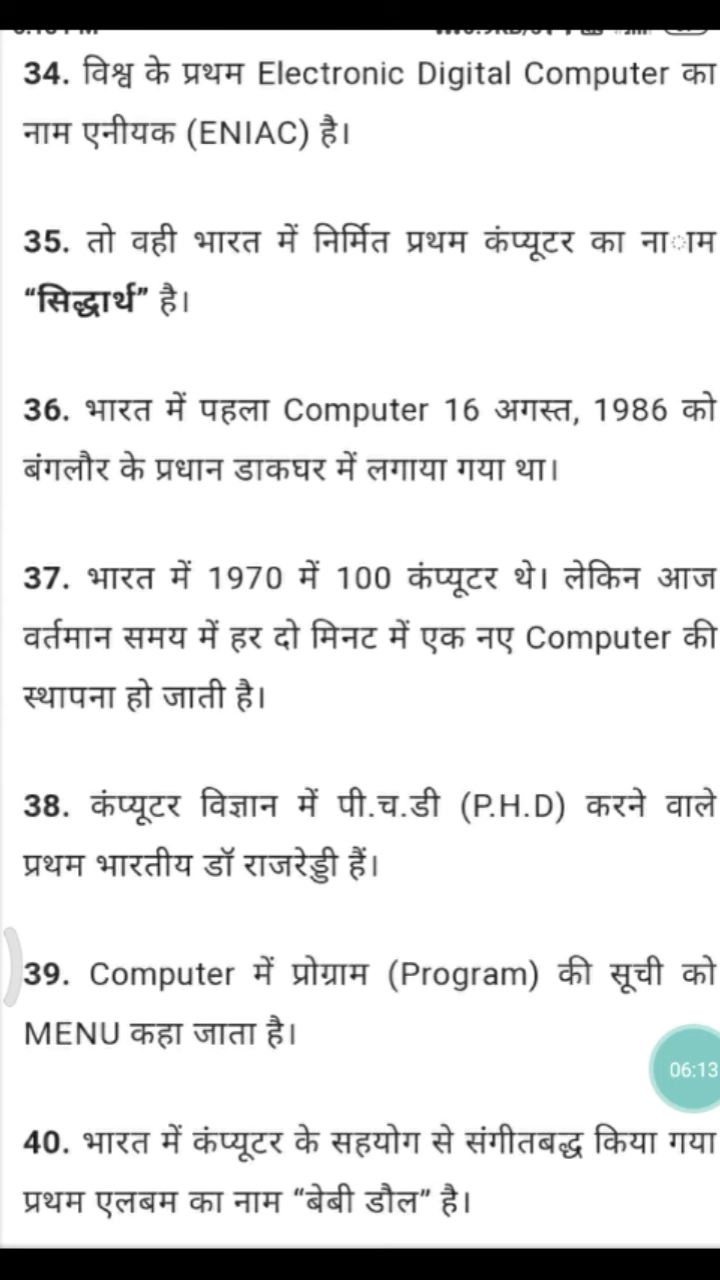 34. विश्व के प्रथम Electronic Digital Computer का
नाम एनीयक (ENIAC) है।
35. तो वही भारत में निर्मित प्रथम कंप्यूटर का नााम
“सिद्धार्थ” है।
36. भारत में पहला Computer 16 अगस्त, 1986 को
बंगलौर के प्रधान डाकघर में लगाया गया था।
37. भारत में 1970 में 100 कंप्यूटर थे। लेकिन आज
वर्तमान समय में हर दो मिनट में एक नए Computer की
स्थापना हो जाती है।
38. कंप्यूटर विज्ञान में पी.च.डी (P.H.D) करने वाले
प्रथम भारतीय डॉ राजरेड्डी हैं।
39. Computer में प्रोग्राम (Program) की सूची को
MENU कहा जाता है।
06:13
40. भारत में कंप्यूटर के सहयोग से संगीतबद्ध किया गया
प्रथम एलबम का नाम “बेबी डौल” है।